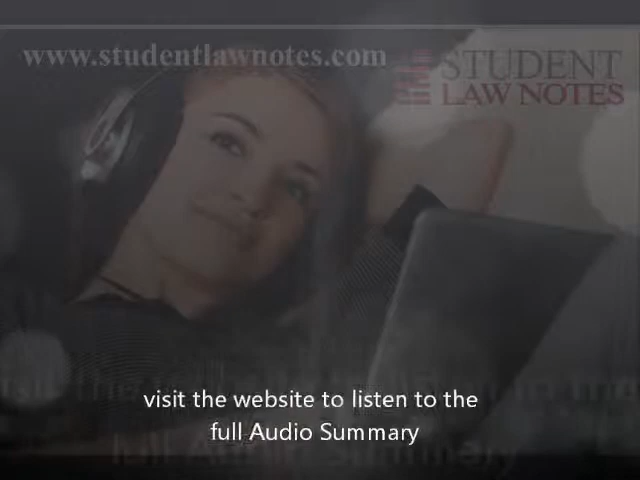 www.studentlawnotes.com
STUDENT
LAW NOTES
visit the website to listen to the
full Audio Summary